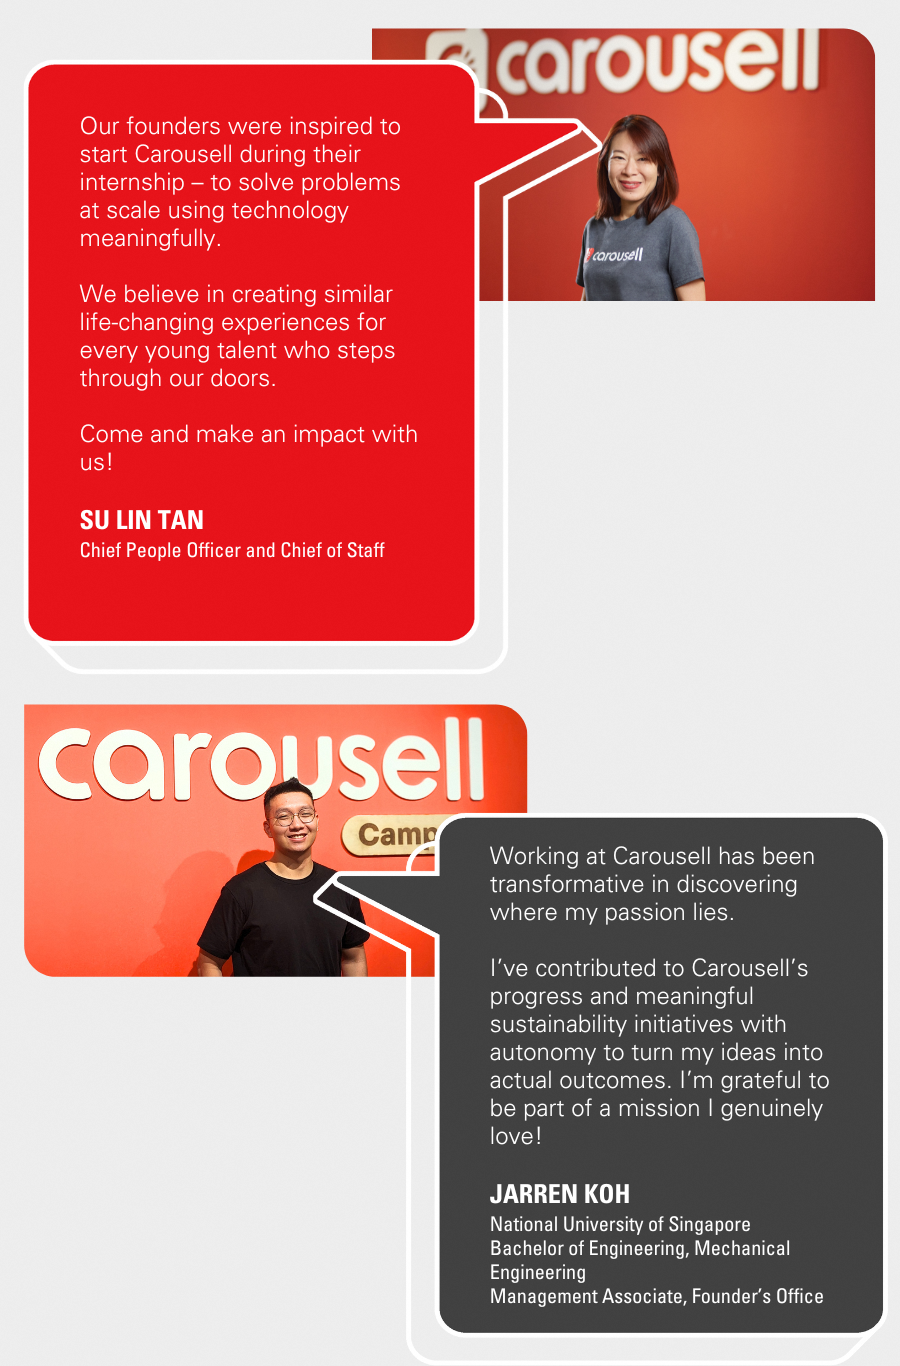 carousell
carousell
Our founders were inspired to
start Carousell during their
internship – to solve problems
at scale using technology
meaningfully.
We believe in creating similar
life-changing experiences for
every young talent who steps
through our doors.
Come and make an impact with
us!
SU LIN TAN
Chief People Officer and Chief of Staff
carousell
Camp
Working at Carousell has been
transformative in discovering
where my passion lies.
I’ve contributed to Carousell’s
progress and meaningful
sustainability initiatives with
autonomy to turn my ideas into
actual outcomes. I’m grateful to
be part of a mission I genuinely
love!
JARREN KOH
National University of Singapore
Bachelor of Engineering, Mechanical
Engineering
Management Associate, Founder’s Office